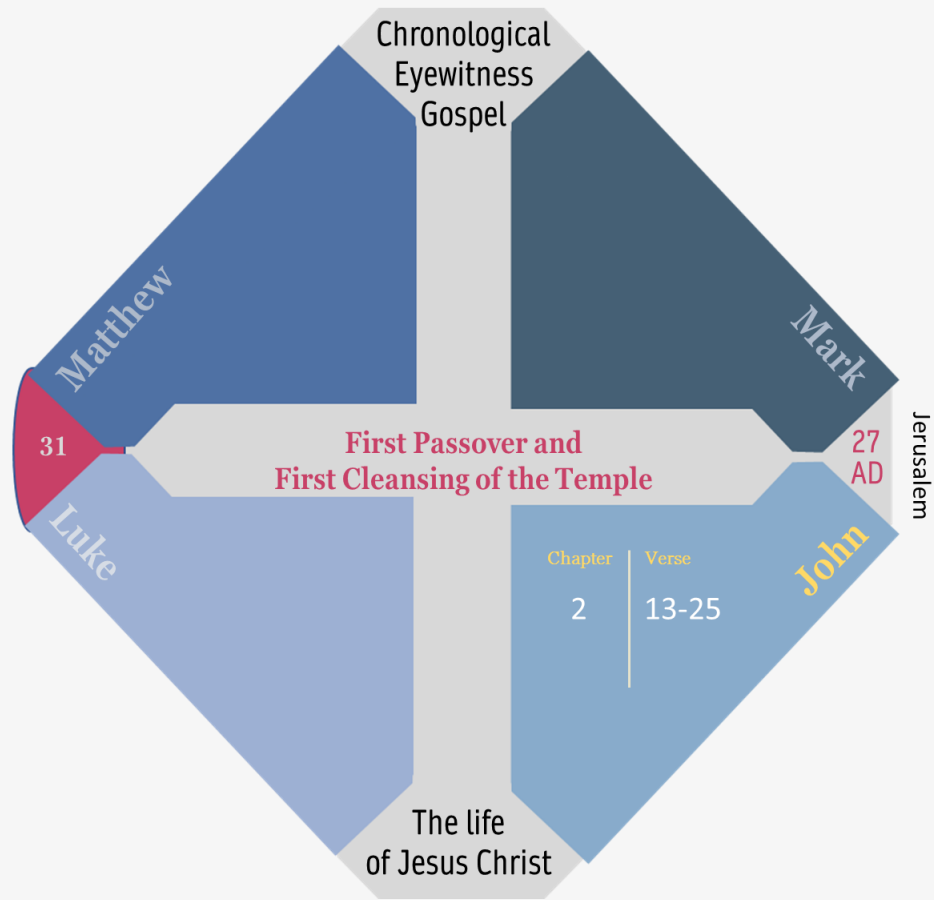 Chronological
Eyewitness
Gospel
Matthew
Mark
31
First Passover and
First Cleansing of the Temple
27
AD
Jerusalem
Luke
John
Chapter
Verse
2
13-25
The life
of Jesus Christ